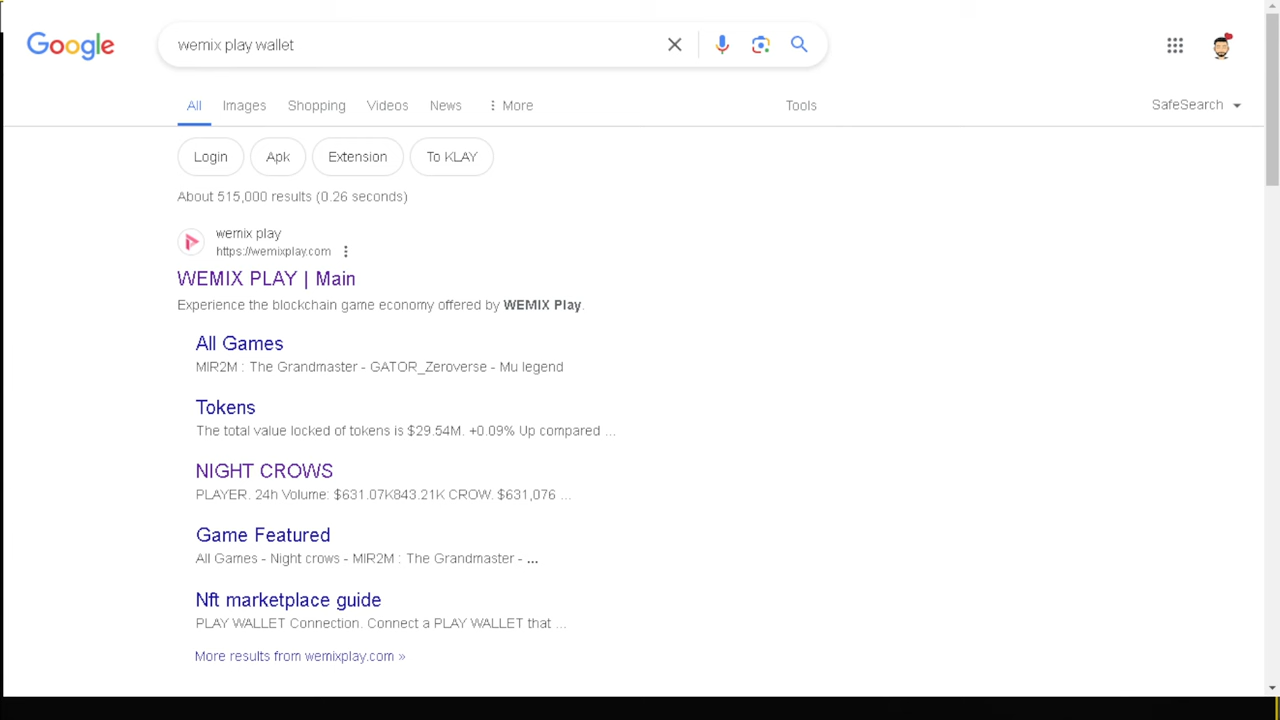 Google
wemix play wallet
All Images Shopping Videos News More Tools SafeSearch
Login Apk Extension To KLAY
About 515,000 results (0.26 seconds)
wemix play
https://wemixplay.com
WEMIX PLAY | Main
Experience the blockchain game economy offered by WEMIX Play.
All Games
MIR2M : The Grandmaster - GATOR_Zeroverse - Mu legend
Tokens
The total value locked of tokens is $29.54M. +0.09% Up compared ...
NIGHT CROWS
PLAYER. 24h Volume: $631.07K843.21K CROW. $631,076 ...
Game Featured
All Games - Night crows - MIR2M : The Grandmaster - ...
Nft marketplace guide
PLAY WALLET Connection. Connect a PLAY WALLET that ...
More results from wemixplay.com »